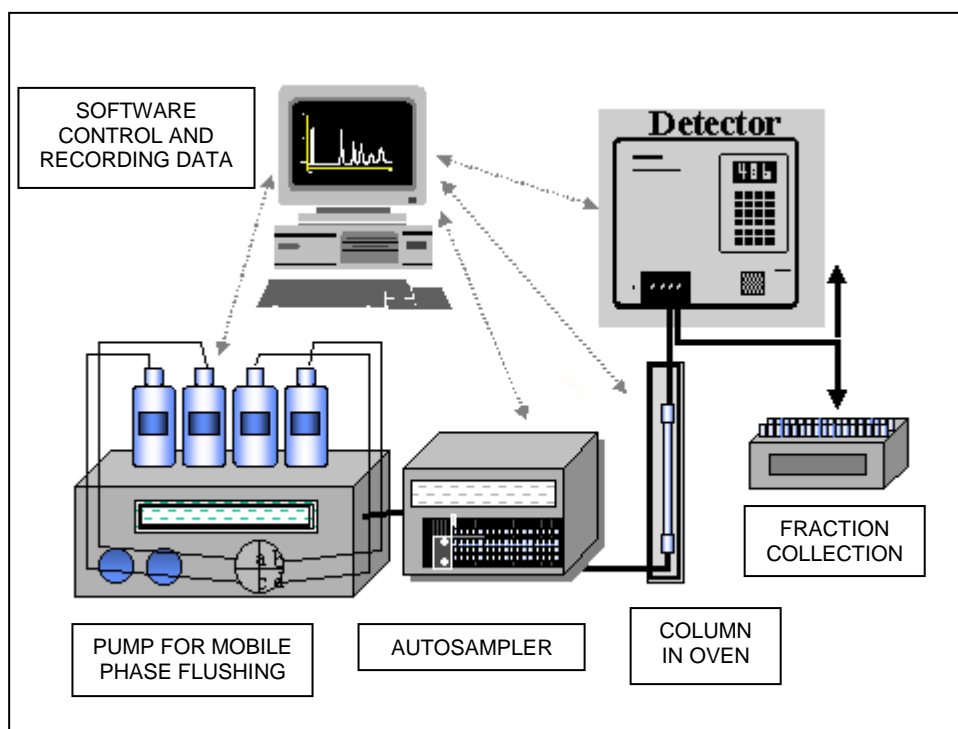 SOFTWARE
CONTROL AND
RECORDING DATA
Detector
486
a b
c d
PUMP FOR MOBILE
PHASE FLUSHING
AUTOSAMPLER
COLUMN
IN OVEN
FRACTION
COLLECTION